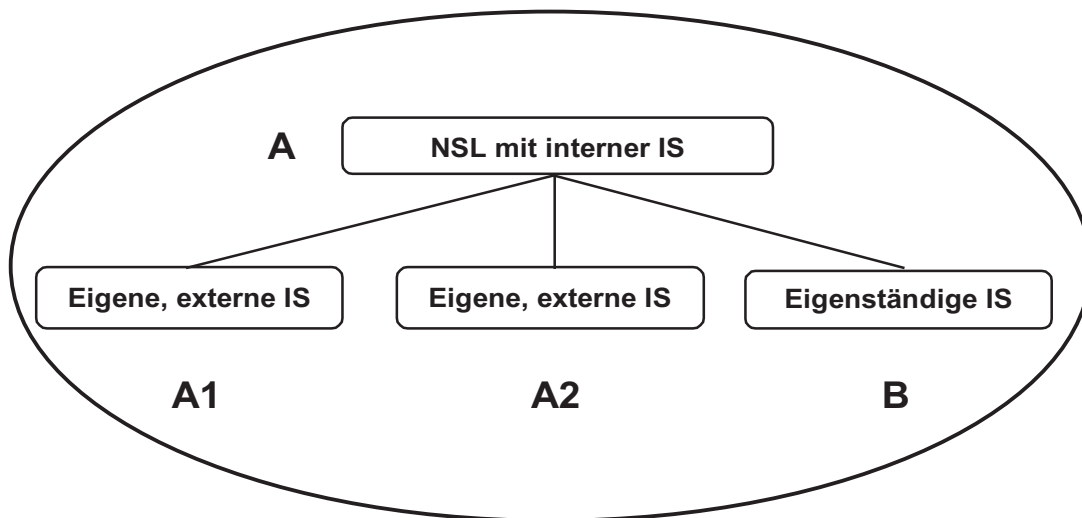 A
NSL mit interner IS
Eigene, externe IS
Eigene, externe IS
Eigenständige IS
A1
A2
B